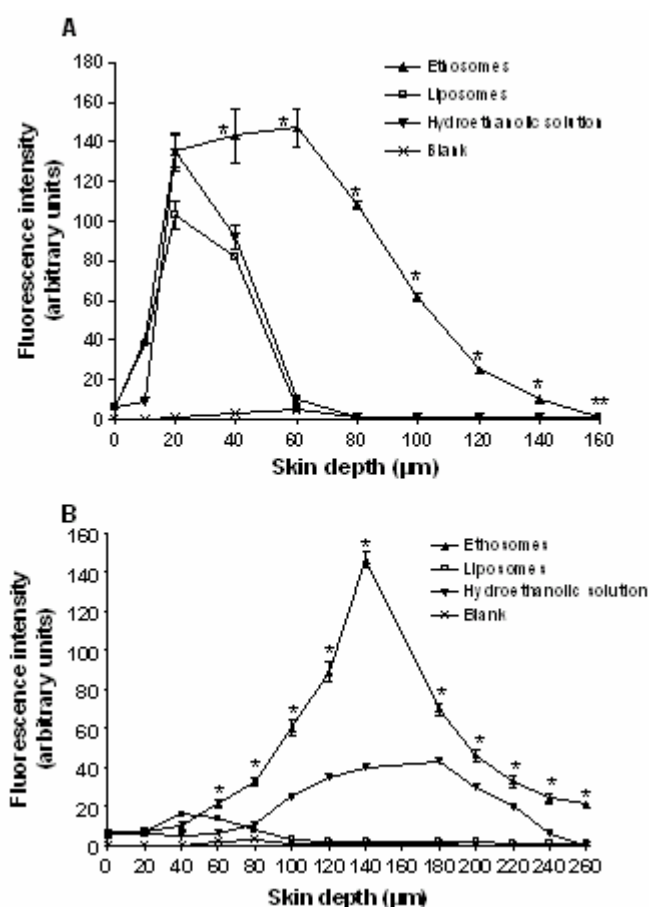 A
Ethosomes
Liposomes
Hydroethanolic solution
Blank
Fluorescence intensity
(arbitrary units)
180
160
140
120
100
80
60
40
20
0
* * * * * * * **
0 20 40 60 80 100 120 140 160
Skin depth (µm)
B
Ethosomes
Liposomes
Hydroethanolic solution
Blank
Fluorescence intensity
(arbitrary units)
160
140
120
100
80
60
40
20
0
* * * * * * * * * * *
0 20 40 60 80 100 120 140 160 180 200 220 240 260
Skin depth (µm)